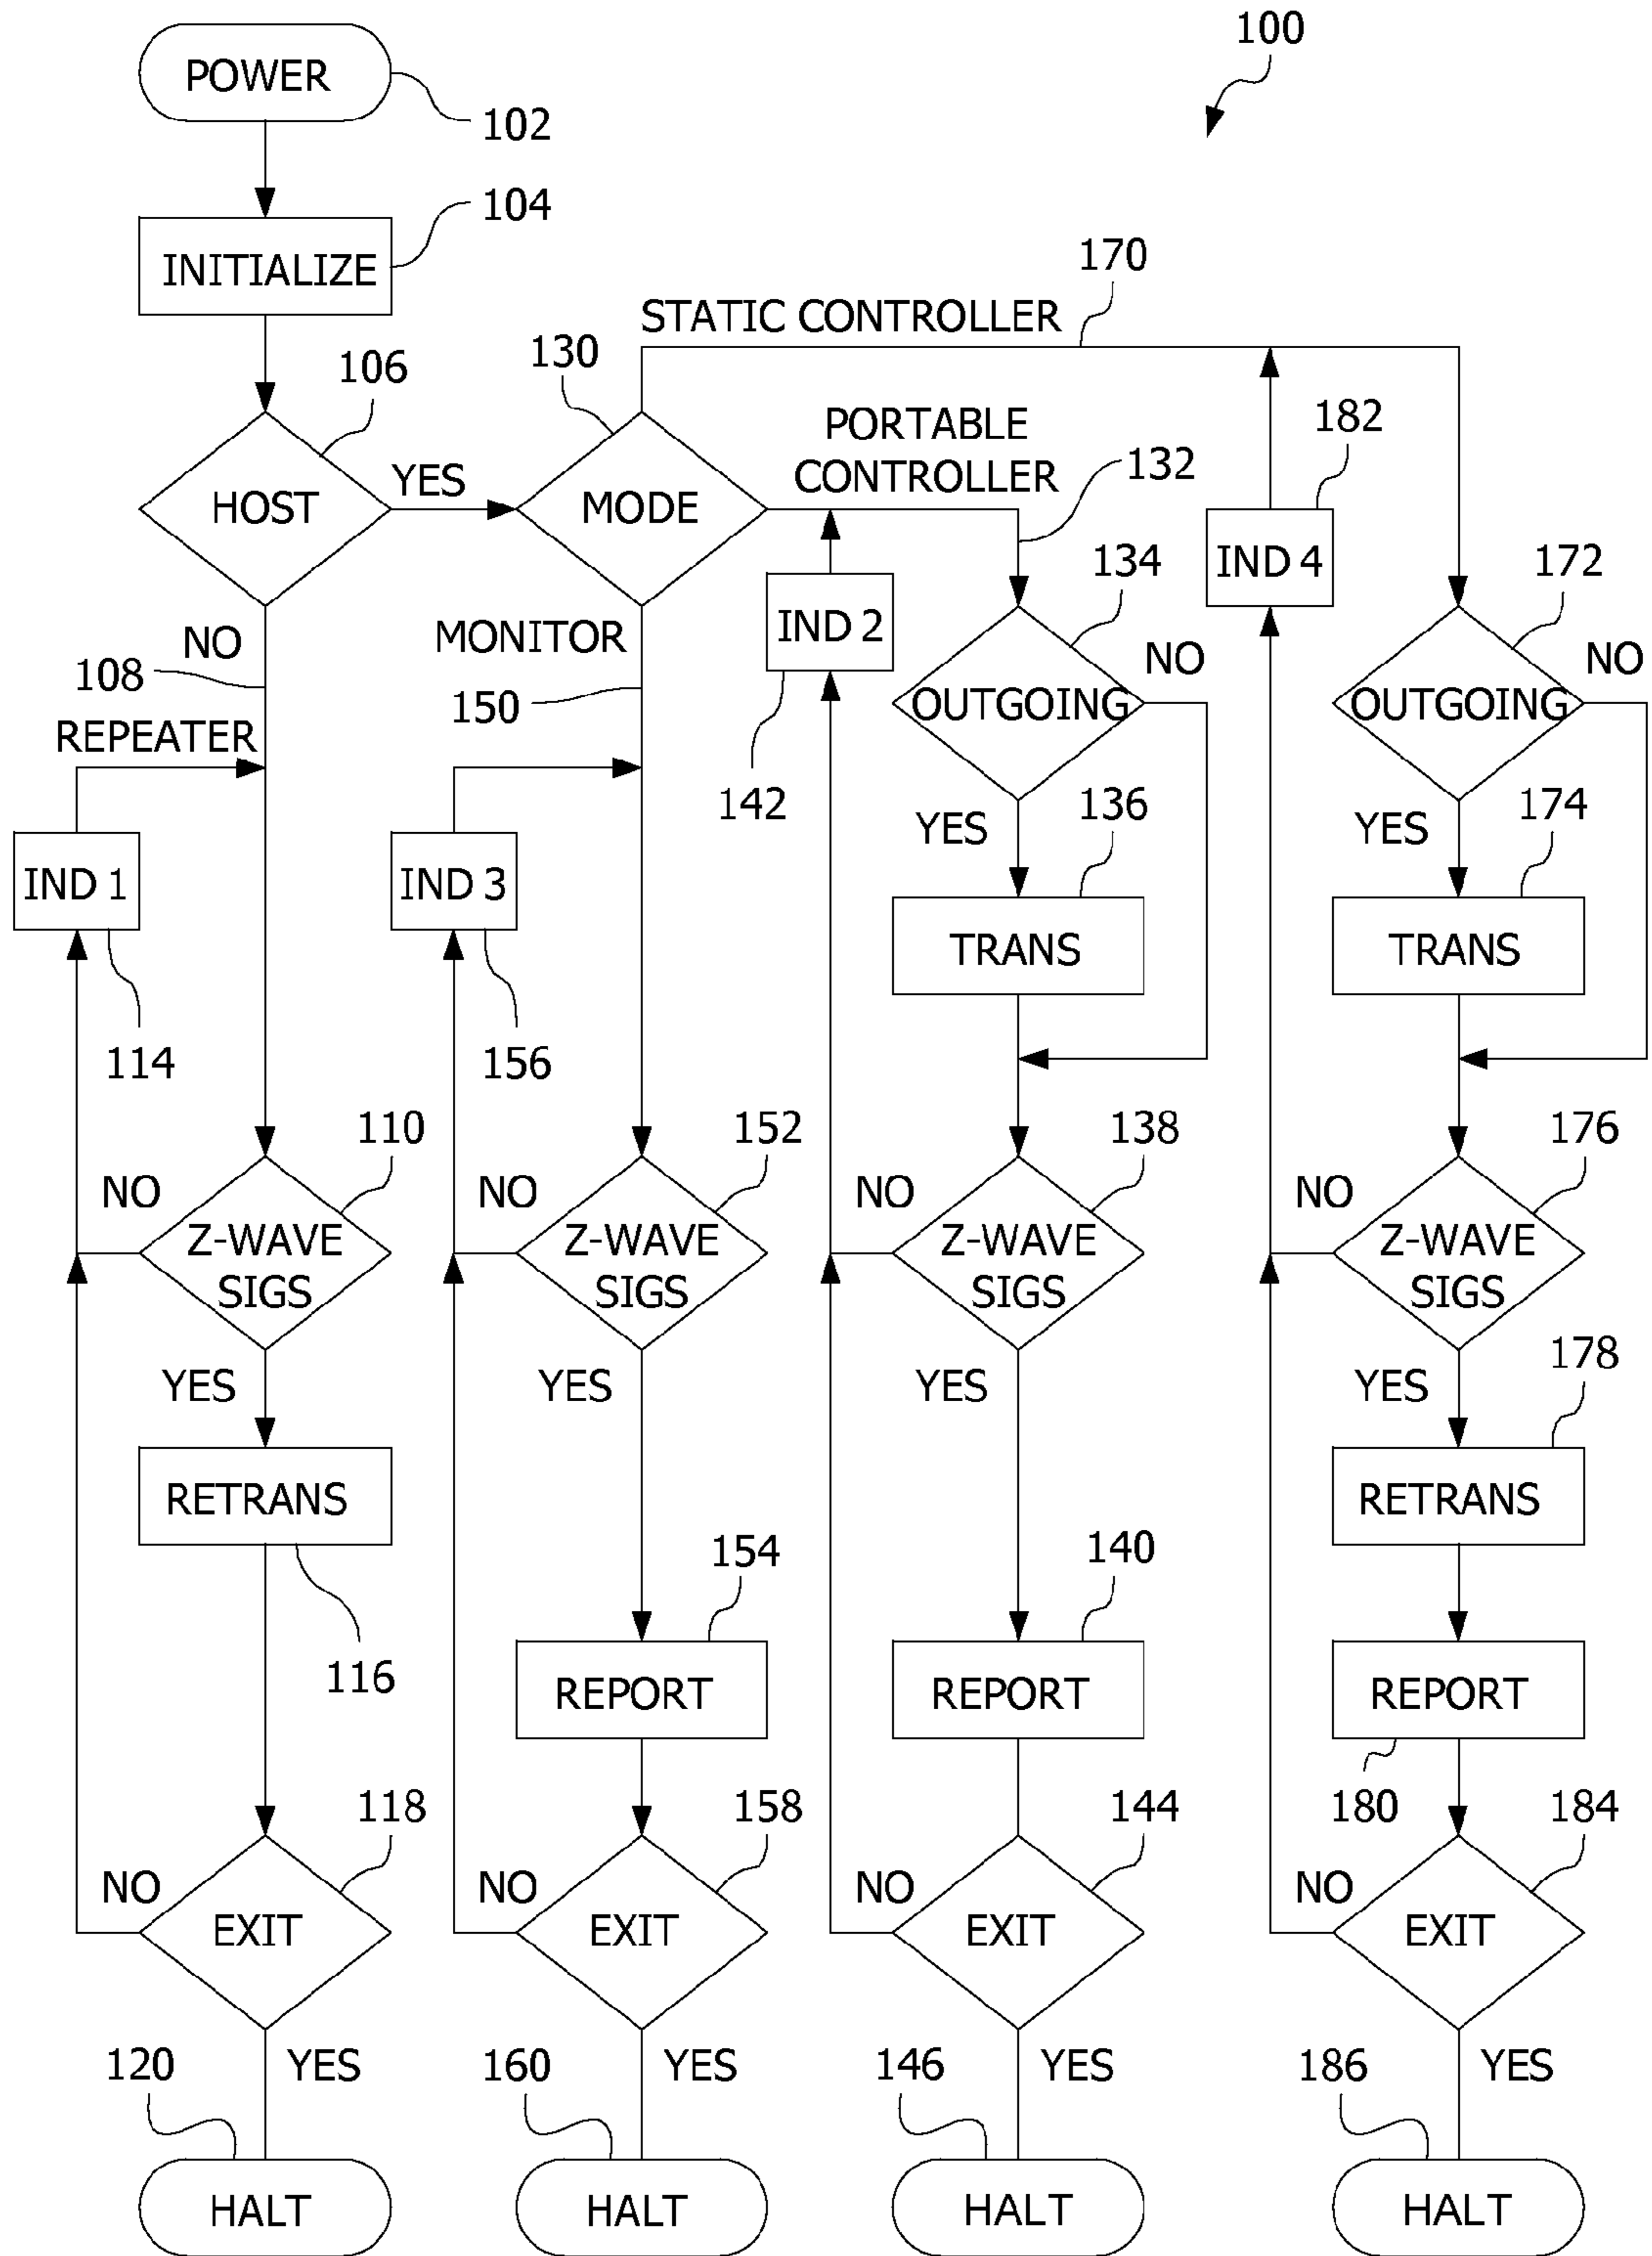 100
POWER
102
104
INITIALIZE
170
STATIC CONTROLLER
130
106
182
PORTABLE
CONTROLLER
132
YES
HOST
MODE
134
172
IND 4
IND 2
NO
MONITOR
NO
NO
108
150
OUTGOING
OUTGOING
REPEATER
142
136
174
YES
YES
IND 1
IND 3
TRANS
TRANS
114
156
110
152
138
176
NO
NO
NO
NO
Z-WAVE
SIGS
Z-WAVE
SIGS
Z-WAVE
SIGS
Z-WAVE
SIGS
178
YES
YES
YES
YES
RETRANS
RETRANS
154
140
116
REPORT
REPORT
REPORT
118
158
144
180
184
NO
NO
NO
NO
EXIT
EXIT
EXIT
EXIT
120
YES
160
YES
146
YES
186
YES
HALT
HALT
HALT
HALT